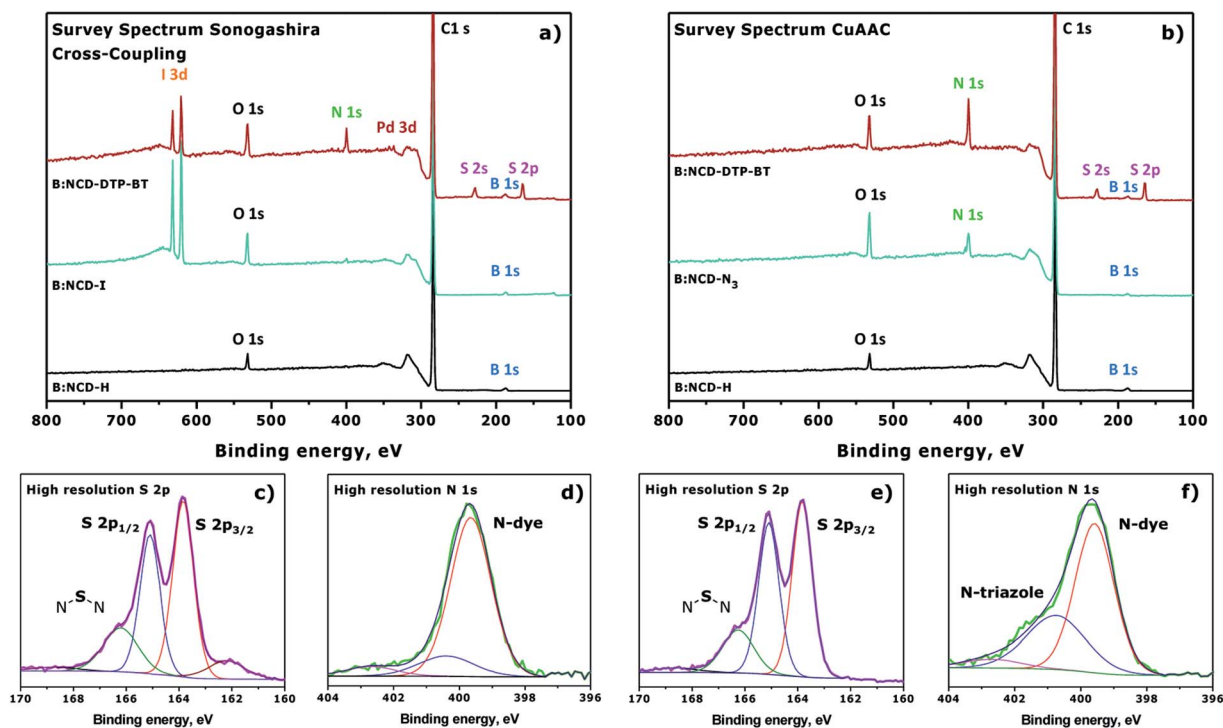 Survey Spectrum Sonogashira
Cross-Coupling
a)
C1 s
I 3d
O 1s
N 1s
Pd 3d
S 2s
S 2p
B 1s
B:NCD-DTP-BT
O 1s
B 1s
B:NCD-I
O 1s
B 1s
B:NCD-H
800 700 600 500 400 300 200 100
Binding energy, eV
Survey Spectrum CuAAC
b)
C 1s
O 1s
N 1s
S 2s
S 2p
B 1s
B:NCD-DTP-BT
O 1s
N 1s
B 1s
B:NCD-N3
O 1s
B 1s
B:NCD-H
800 700 600 500 400 300 200 100
Binding energy, eV
High resolution S 2p
c)
S 2p1/2
S 2p3/2
N S N
170 168 166 164 162 160
Binding energy, eV
High resolution N 1s
d)
N-dye
404 402 400 398 396
Binding energy, eV
High resolution S 2p
e)
S 2p1/2
S 2p3/2
N S N
170 168 166 164 162 160
Binding energy, eV
High resolution N 1s
f)
N-dye
N-triazole
404 402 400 398 396
Binding energy, eV